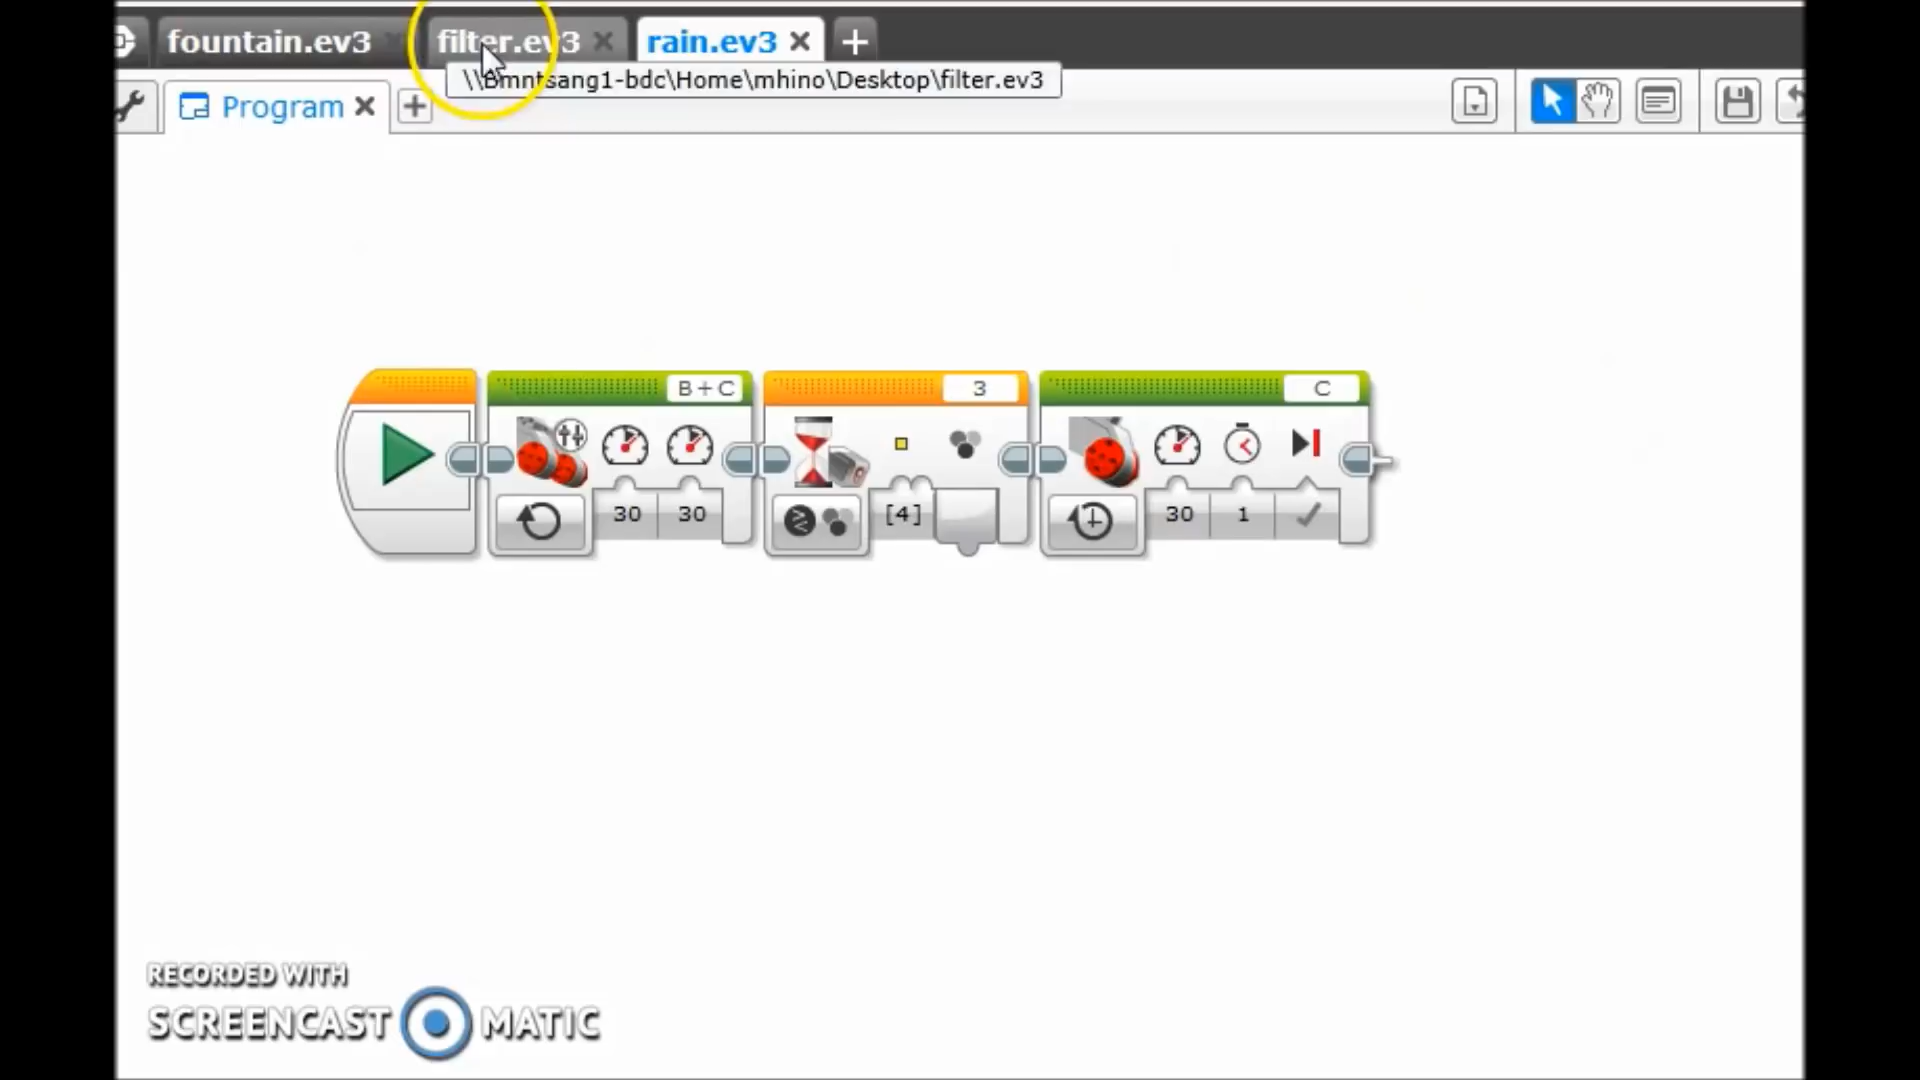 fountain.ev3 filter.ev3 rain.ev3
\\Bmntsang1-bdc\Home\mhino\Desktop\filter.ev3
Program
B+C 3 C
30 30 [4] 30 1
RECORDED WITH
SCREENCAST MATIC